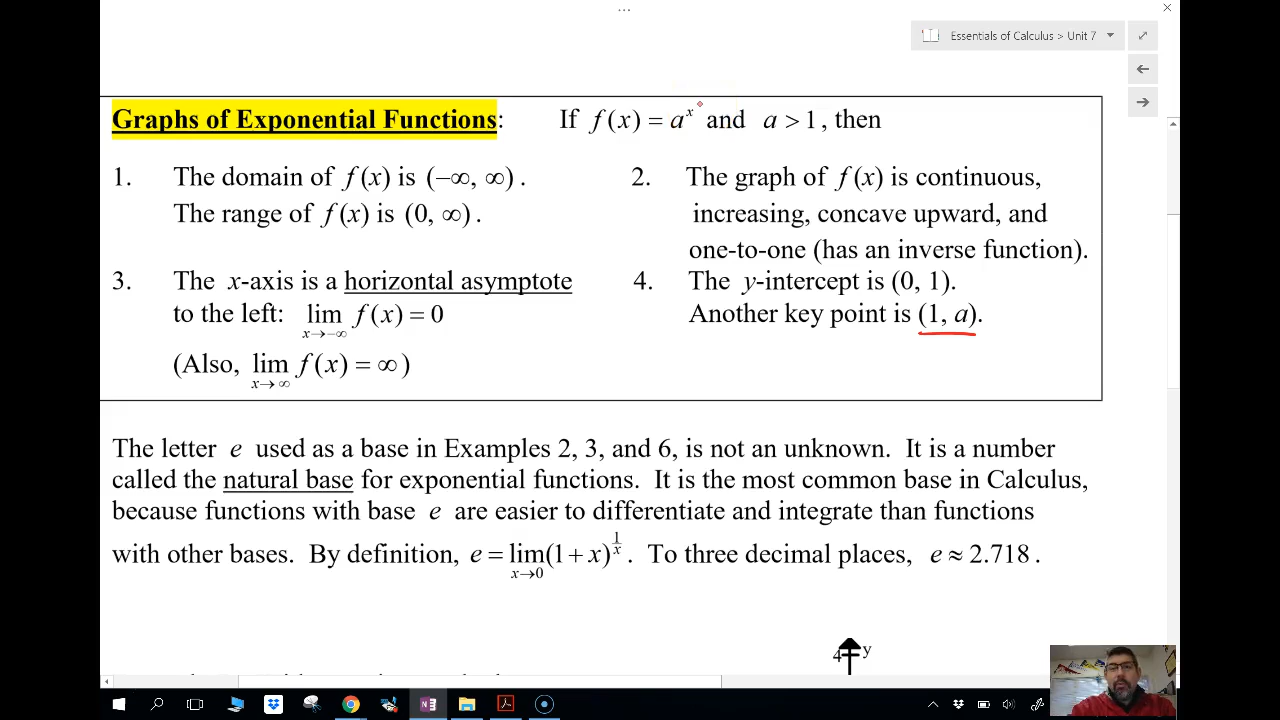 ...
Essentials of Calculus > Unit 7
Graphs of Exponential Functions: If f(x) = aˣ and a > 1, then
1. The domain of f(x) is (−∞, ∞).
The range of f(x) is (0, ∞).
2. The graph of f(x) is continuous,
increasing, concave upward, and
one-to-one (has an inverse function).
3. The x-axis is a horizontal asymptote
to the left: lim x→−∞ f(x) = 0
(Also, lim x→∞ f(x) = ∞)
4. The y-intercept is (0, 1).
Another key point is (1, a).
The letter e used as a base in Examples 2, 3, and 6, is not an unknown. It is a number
called the natural base for exponential functions. It is the most common base in Calculus,
because functions with base e are easier to differentiate and integrate than functions
with other bases. By definition, e = lim x→0 (1 + x)^(1/x). To three decimal places, e ≈ 2.718.
4 y